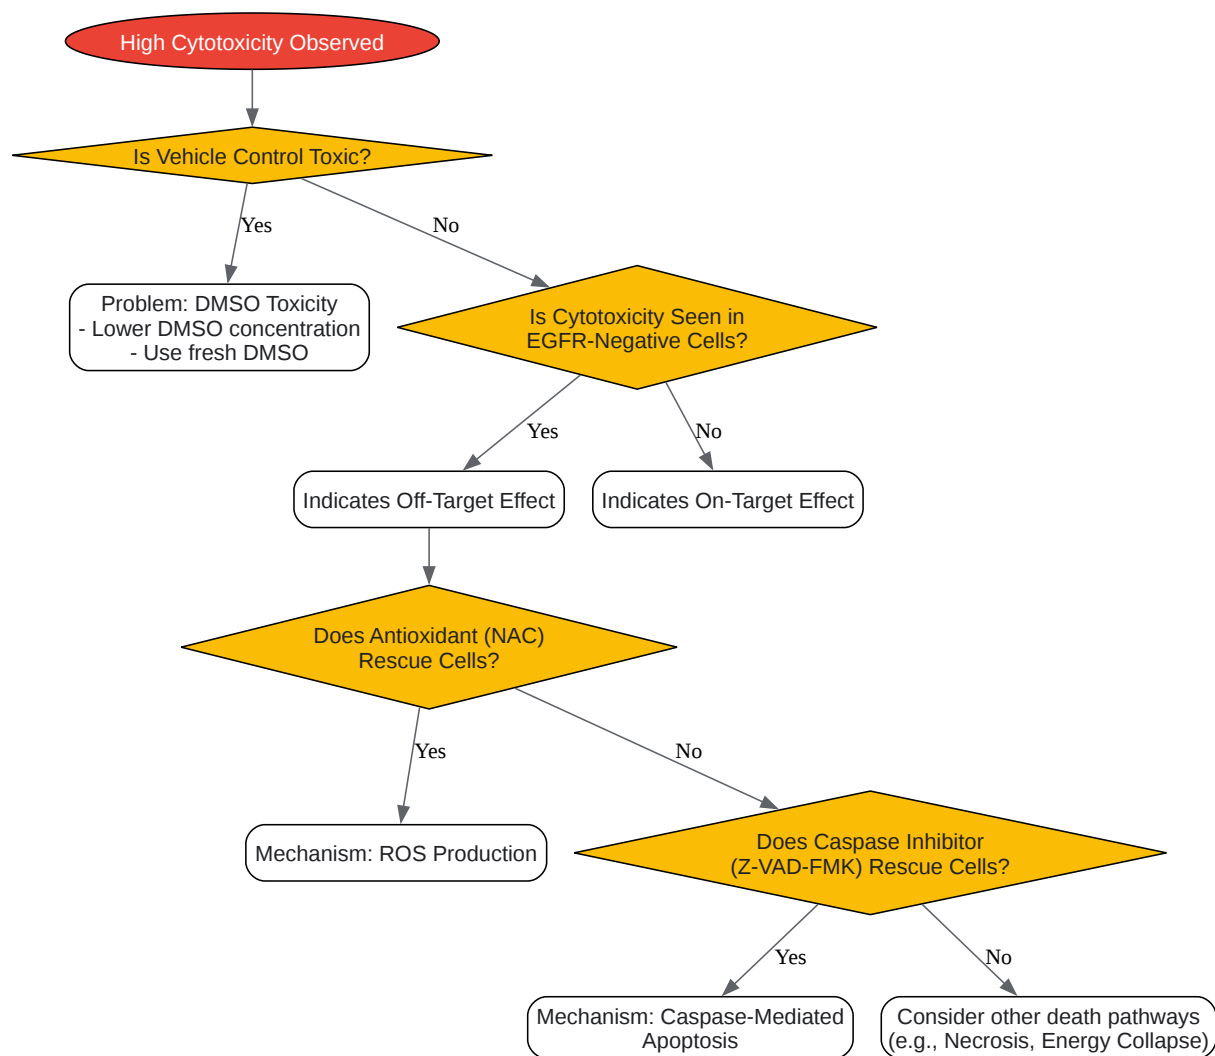 High Cytotoxicity Observed
Is Vehicle Control Toxic?
Yes
No
Problem: DMSO Toxicity
- Lower DMSO concentration
- Use fresh DMSO
Is Cytotoxicity Seen in
EGFR-Negative Cells?
Yes
No
Indicates Off-Target Effect
Indicates On-Target Effect
Does Antioxidant (NAC)
Rescue Cells?
Yes
No
Mechanism: ROS Production
Does Caspase Inhibitor
(Z-VAD-FMK) Rescue Cells?
Yes
No
Mechanism: Caspase-Mediated
Apoptosis
Consider other death pathways
(e.g., Necrosis, Energy Collapse)